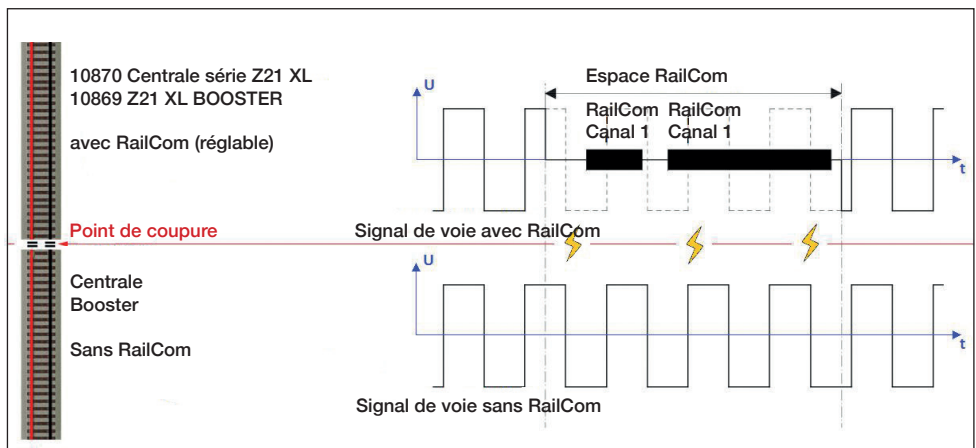 10870 Centrale série Z21 XL
10869 Z21 XL BOOSTER
avec RailCom (réglable)
Point de coupure
Centrale
Booster
Sans RailCom
U
Espace RailCom
RailCom
Canal 1
RailCom
Canal 1
t
Signal de voie avec RailCom
U
t
Signal de voie sans RailCom